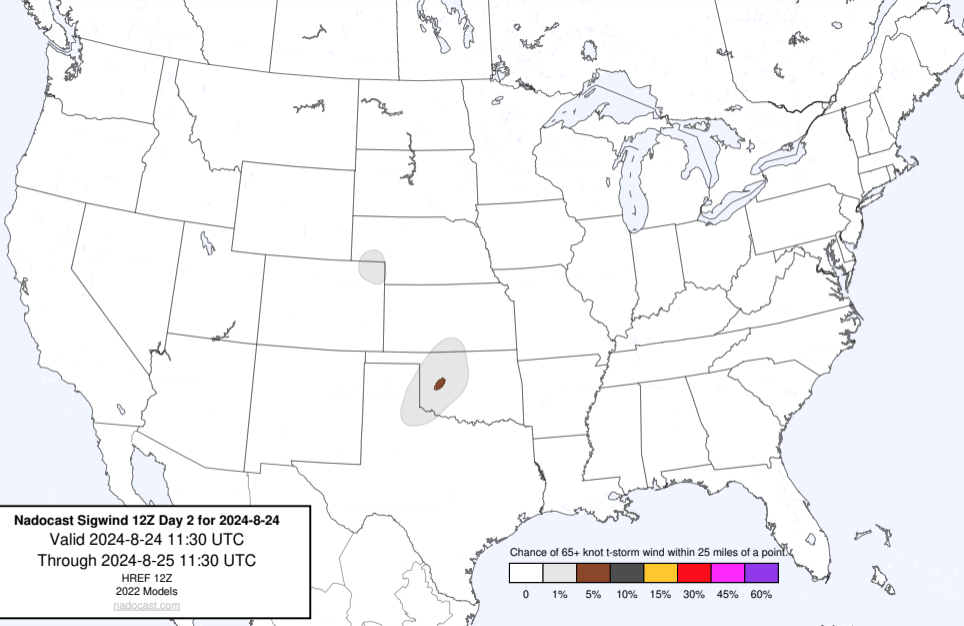 Nadocast Sigwind 12Z Day 2 for 2024-8-24
Valid 2024-8-24 11:30 UTC
Through 2024-8-25 11:30 UTC
HREF 12Z
2022 Models
nadocast.com
Chance of 65+ knot t-storm wind within 25 miles of a point.
0 1% 5% 10% 15% 30% 45% 60%